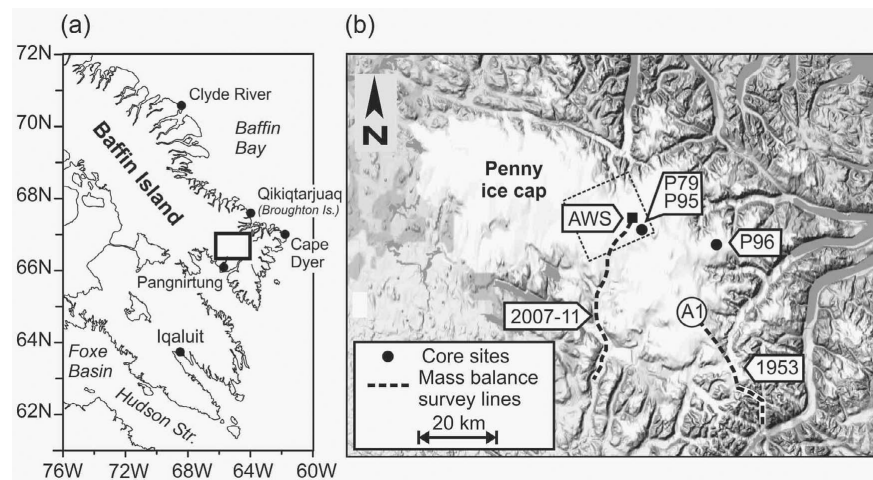 (a)
72N
70N
68N
66N
64N
62N
76W 72W 68W 64W 60W
Clyde River
Baffin
Bay
Baffin Island
Qikiqtarjuaq
(Broughton Is.)
Cape
Dyer
Pangnirtung
Iqaluit
Foxe
Basin
Hudson Str.
(b)
N
Penny
ice cap
P79
P95
AWS
P96
2007-11
A1
1953
Core sites
Mass balance
survey lines
20 km